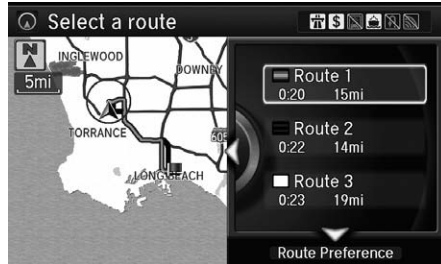 Select a route
$
N
5mi
INGLEWOOD
DOWNEY
TORRANCE
605
LONG BEACH
Route 1
0:20 15mi
Route 2
0:22 14mi
Route 3
0:23 19mi
Route Preference